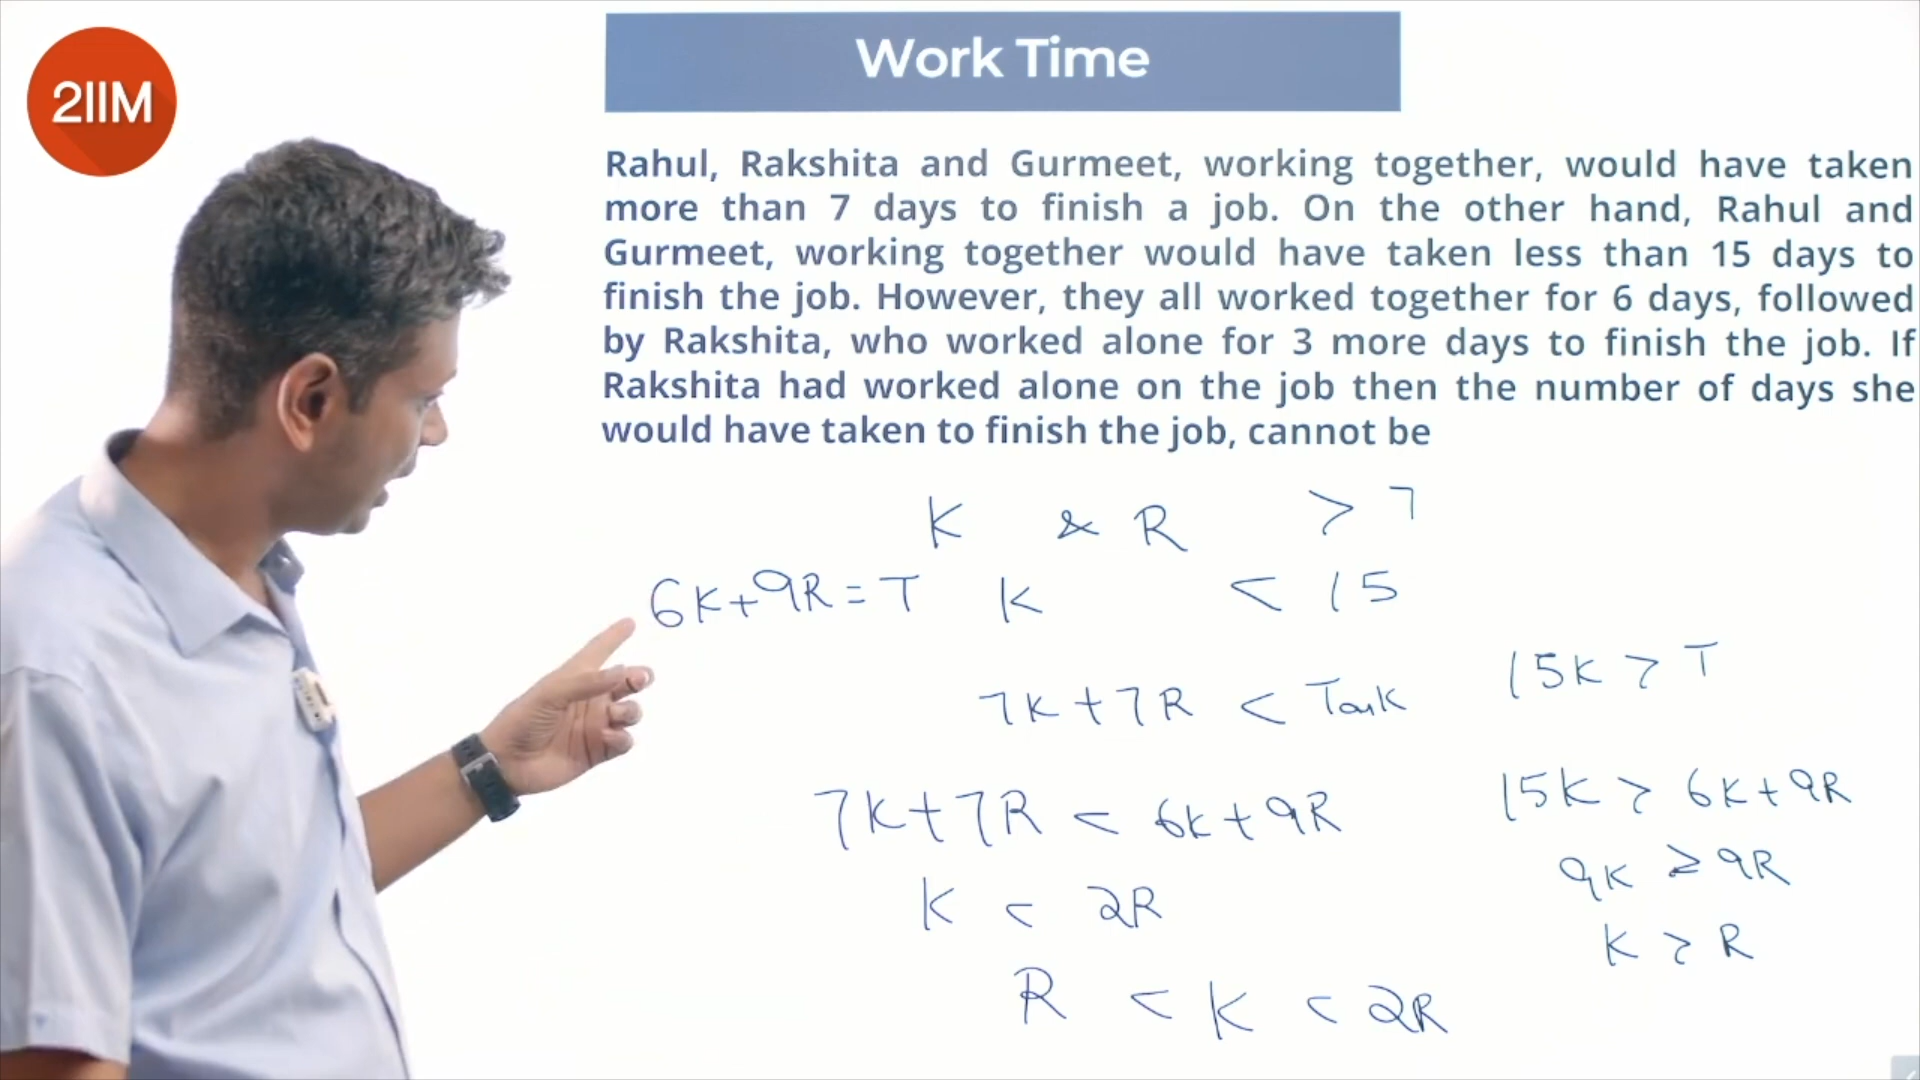 2IIM
Work Time
Rahul, Rakshita and Gurmeet, working together, would have taken
more than 7 days to finish a job. On the other hand, Rahul and
Gurmeet, working together would have taken less than 15 days to
finish the job. However, they all worked together for 6 days, followed
by Rakshita, who worked alone for 3 more days to finish the job. If
Rakshita had worked alone on the job then the number of days she
would have taken to finish the job, cannot be
K & R > 7
6K+9R = T K < 15
15K > T
7K+7R < Task
15K > 6K+9R
7K+7R < 6K+9R
9K > 9R
K < 2R
K > R
R < K < 2R